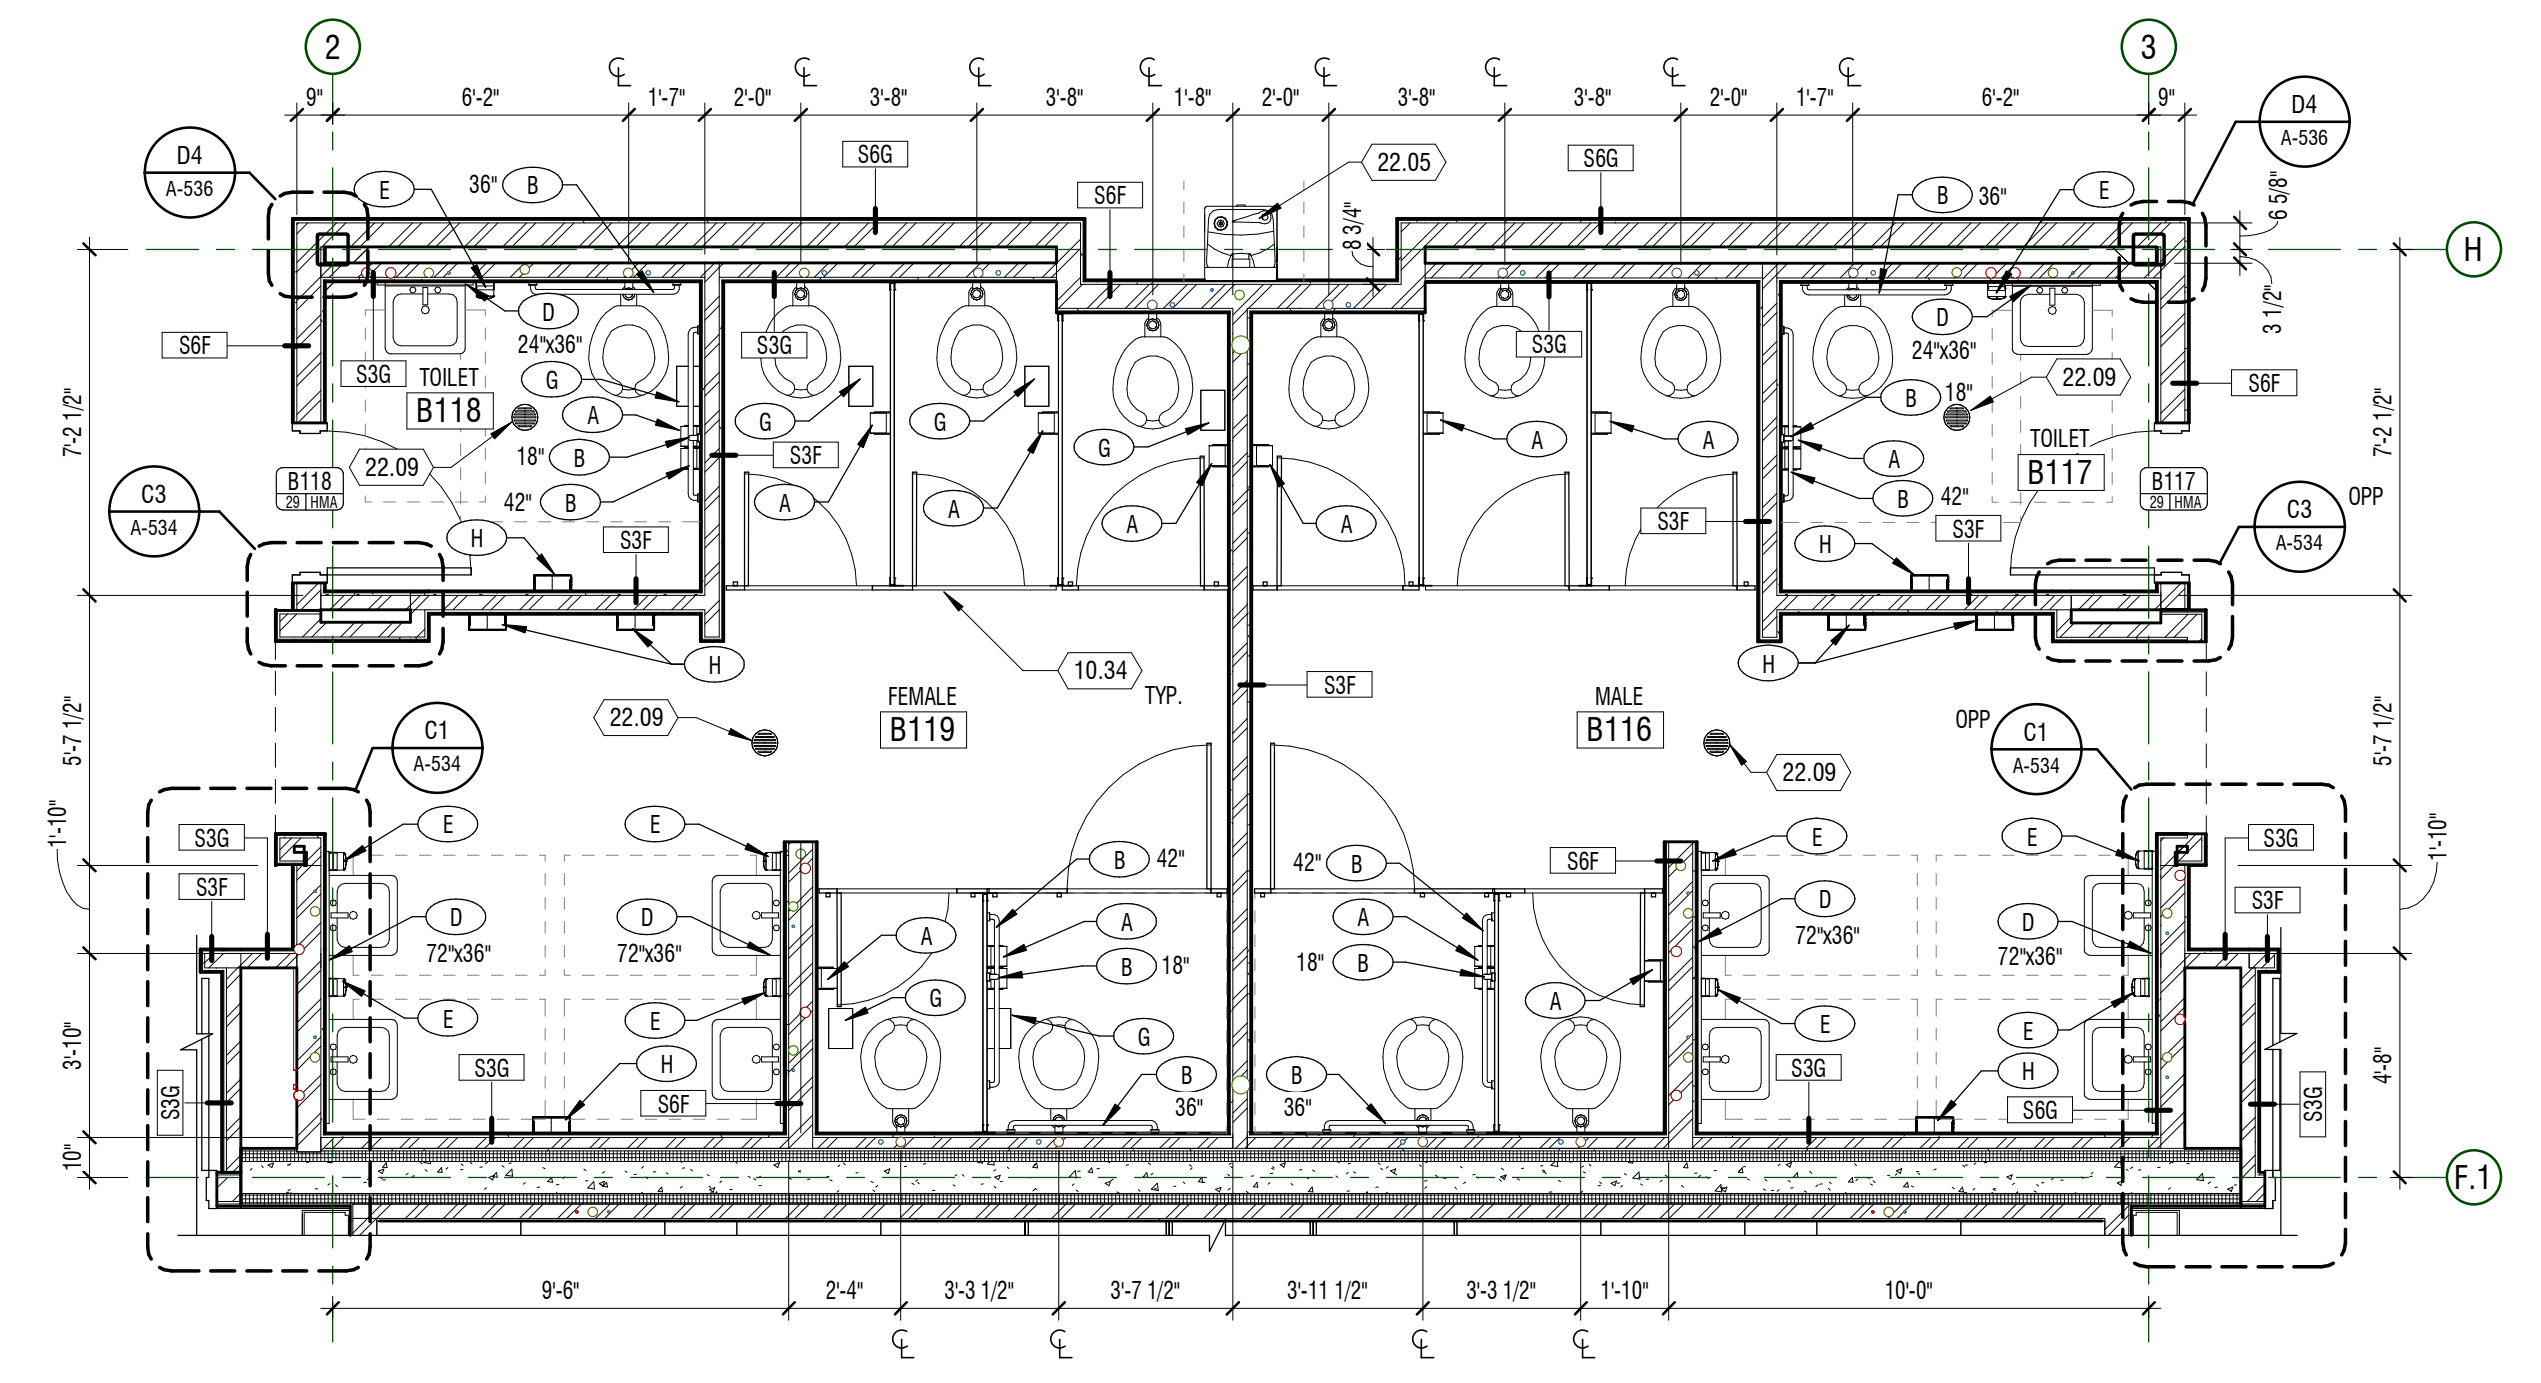 2
3
℄ ℄ ℄ ℄ ℄ ℄ ℄ ℄
9" 6'-2" 1'-7" 2'-0" 3'-8" 3'-8" 1'-8" 2'-0" 3'-8" 3'-8" 2'-0" 1'-7" 6'-2" 9"
D4
A-536
D4
A-536
E
36" B
S6G
S6F
22.05
S6G
B 36"
E
6 5/8"
8 3/4"
H
3 1/2"
S6F
S3G
D
24"x36"
S3G
S3G
D
24"x36"
TOILET
B118
G
A
18" B
42" B
22.09
G
G
G
S3F
A
A
A
A
A
A
B 18"
A
B 42"
22.09
TOILET
B117
S6F
7'-2 1/2"
7'-2 1/2"
B118
29 HMA
B117
29 HMA
C3
A-534
C3
A-534
OPP
H
S3F
S3F
H
S3F
H
H
10.34
TYP.
S3F
FEMALE
B119
MALE
B116
22.09
22.09
C1
A-534
OPP
C1
A-534
5'-7 1/2"
5'-7 1/2"
1'-10"
1'-10"
S3G
S3F
E
E
B 42"
42" B
S6F
E
E
S3G
S3F
D
72"x36"
D
72"x36"
A
A
B 18"
A
18" B
D
72"x36"
D
72"x36"
G
A
E
E
G
E
E
3'-10"
4'-8"
S3G
H
B
36"
B
36"
S3G
H
S3G
S6F
S6G
S3G
10"
F.1
9'-6" 2'-4" 3'-3 1/2" 3'-7 1/2" 3'-11 1/2" 3'-3 1/2" 1'-10" 10'-0"
℄ ℄ ℄ ℄